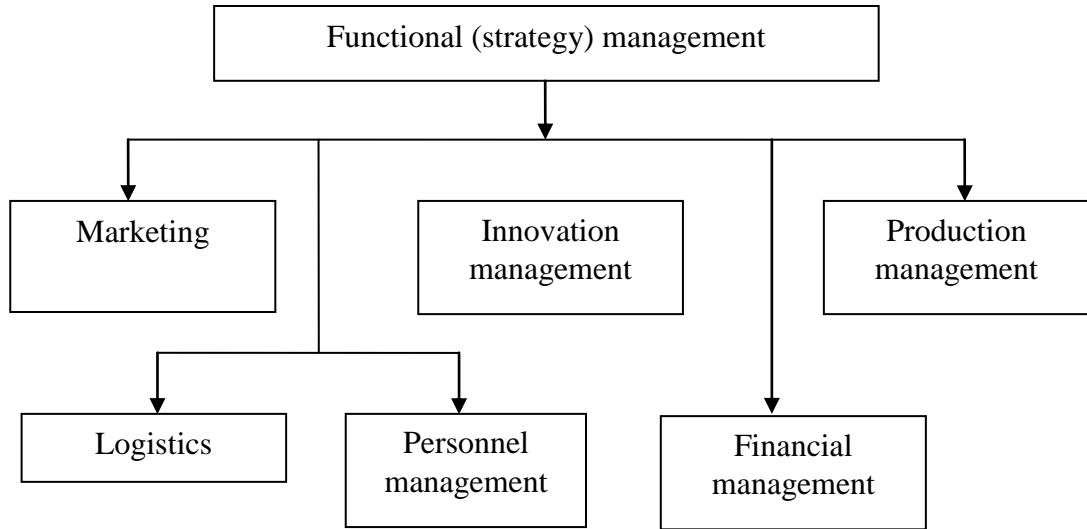 Functional (strategy) management
Marketing
Innovation
management
Production
management
Logistics
Personnel
management
Financial
management